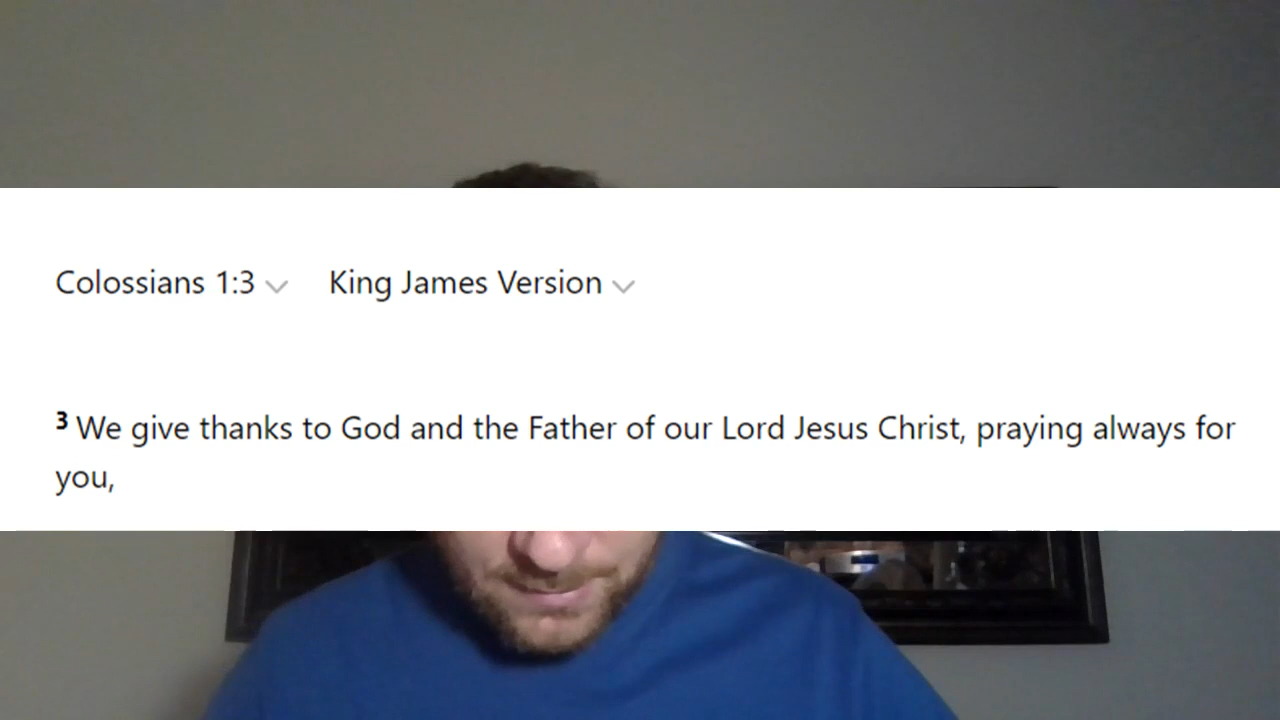 Colossians 1:3 King James Version
3 We give thanks to God and the Father of our Lord Jesus Christ, praying always for
you,